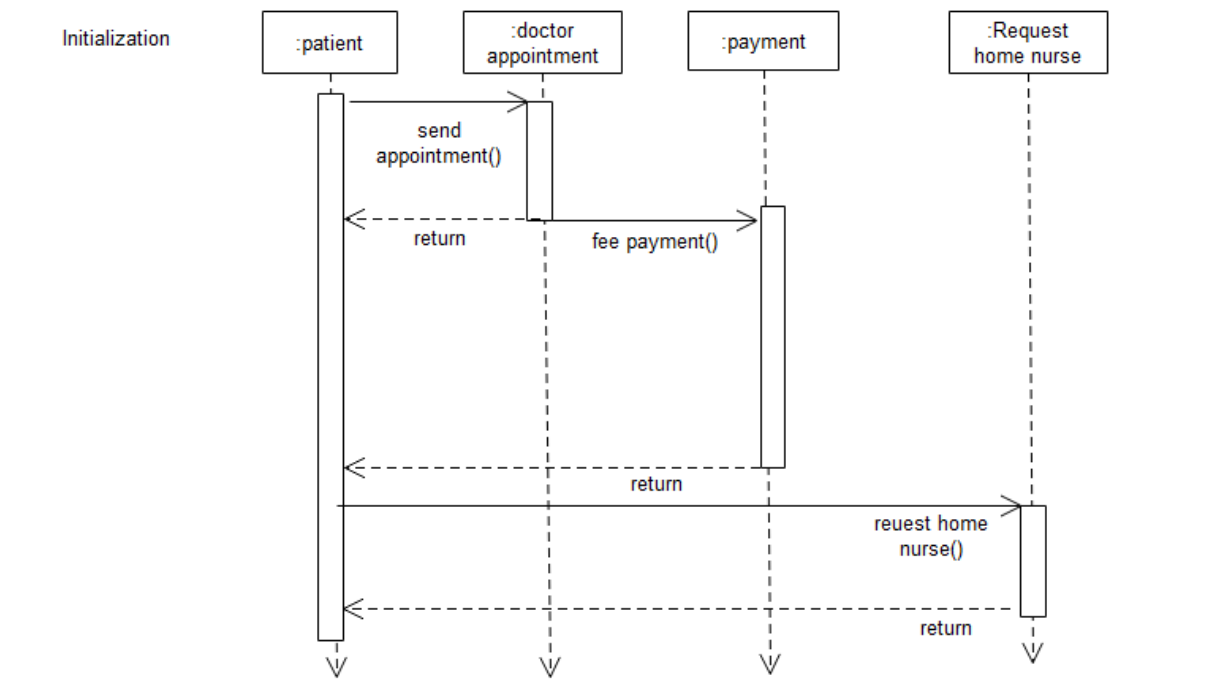 Initialization
:patient
:doctor
appointment
:payment
:Request
home nurse
send
appointment()
return
fee payment()
return
reuest home
nurse()
return